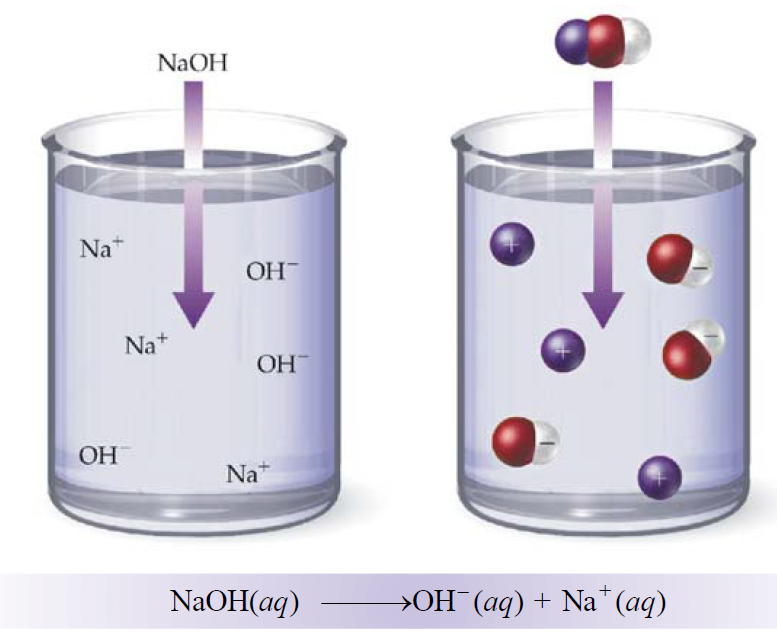 NaOH
Na⁺
OH⁻
Na⁺
OH⁻
OH⁻
Na⁺
+
−
+
−
−
+
NaOH(aq) ⟶ OH⁻(aq) + Na⁺(aq)